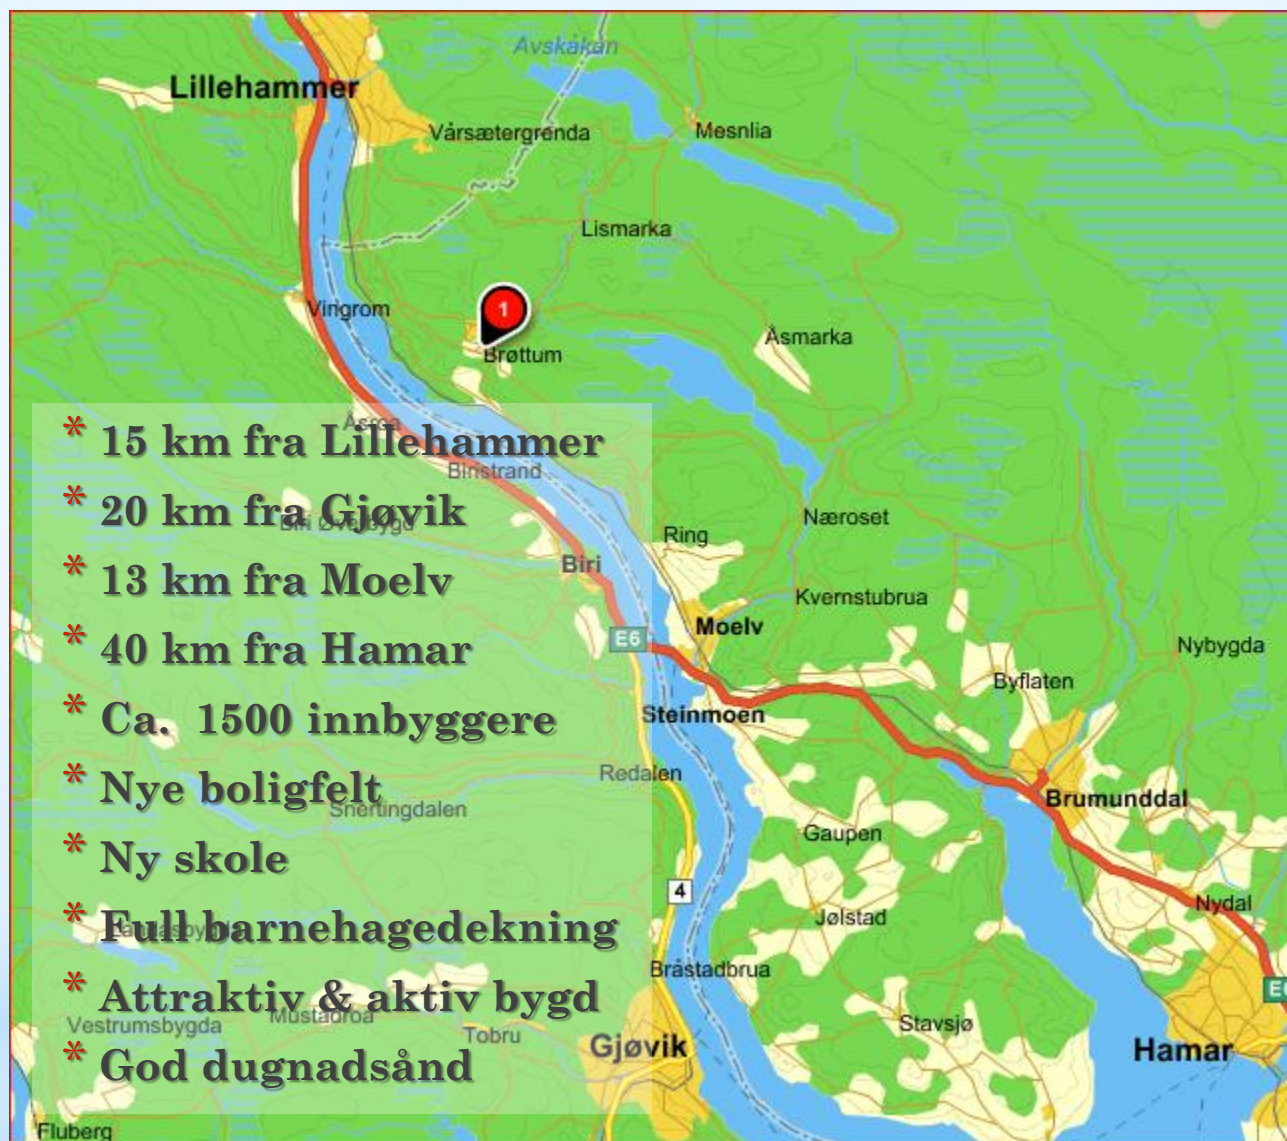 Avskåkån
Lillehammer
Vårsætergrenda
Mesnlia
Lismarka
Vingrom
1
Brøttum
Åsmarka
* 15 km fra Lillehammer
Biristrand
* 20 km fra Gjøvik
Biri Øverbygd
Næroset
Ring
* 13 km fra Moelv
Biri
Kvernstubrua
Moelv
E6
* 40 km fra Hamar
Nybygda
Byflaten
* Ca. 1500 innbyggere
Steinmoen
Redalen
* Nye boligfelt
Snertingdalen
Brumunddal
Gaupen
* Ny skole
4
Nydal
Jølstad
* Full barnehagedekning
Bråstadbrua
* Attraktiv & aktiv bygd
Vestrumsbygda
Mustadroa
Tobru
Stavsjø
Gjøvik
Hamar
* God dugnadsånd
Fluberg